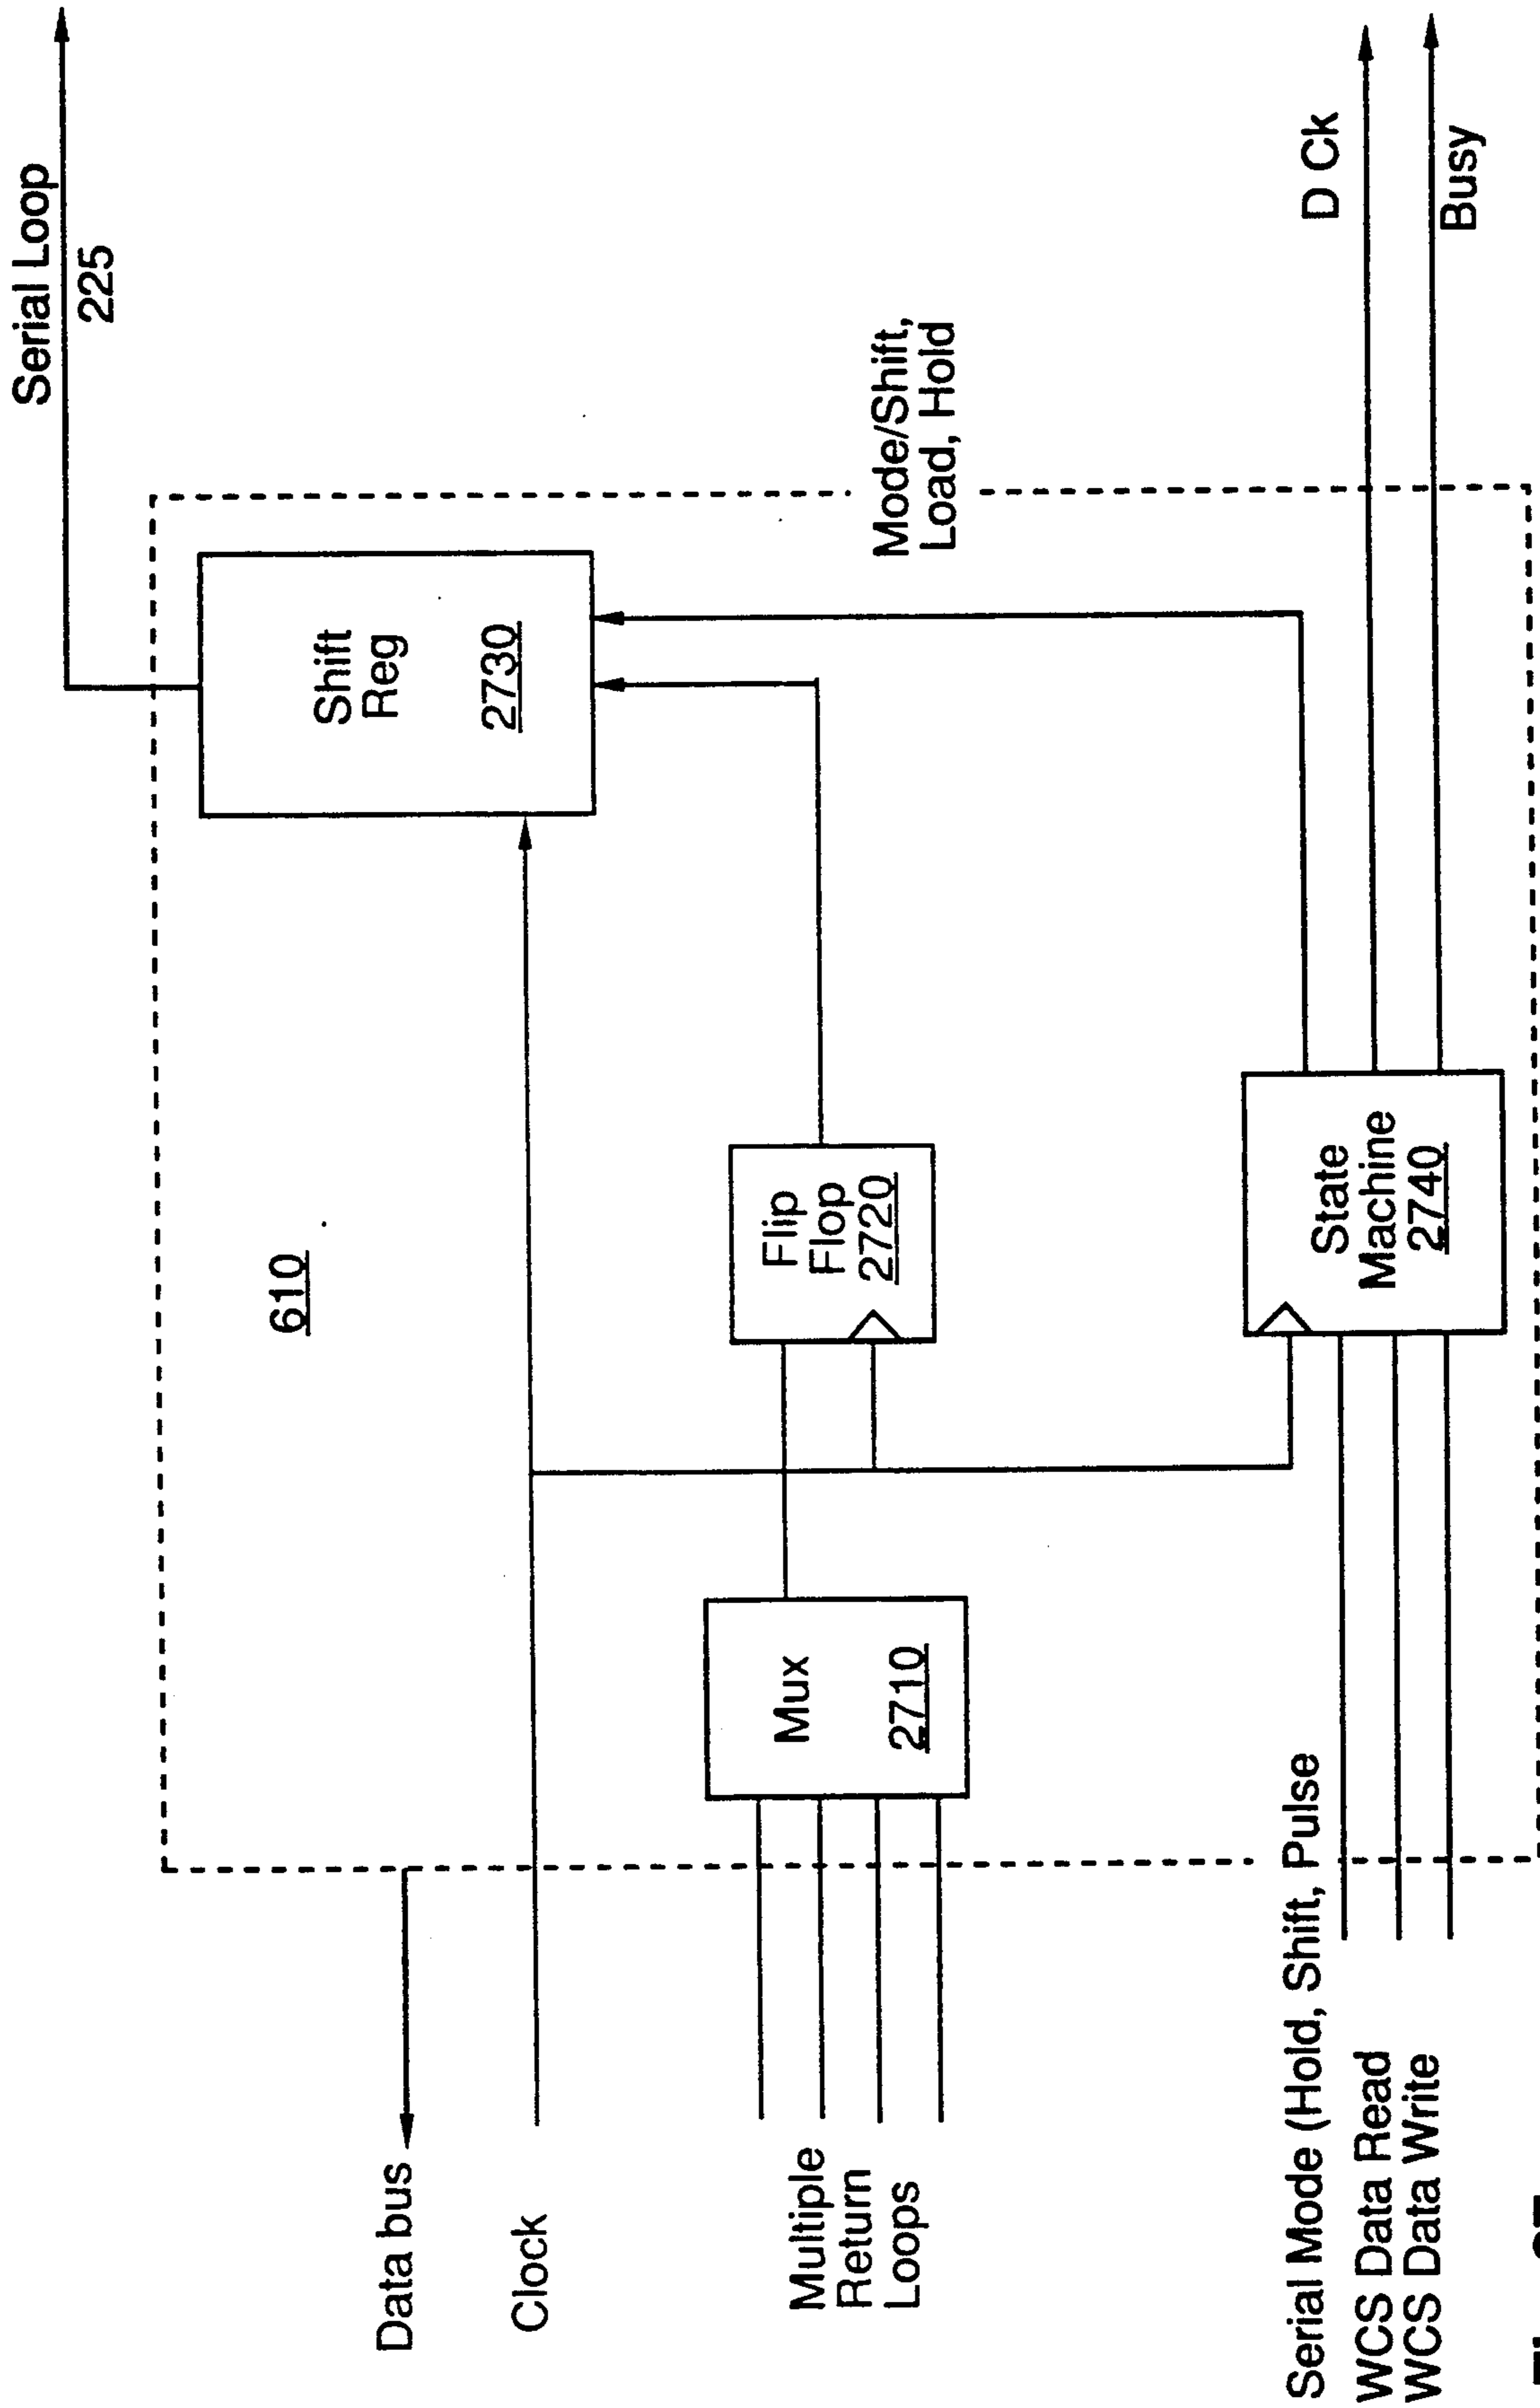 Serial Loop
225
Data bus
610
Shift
Reg
2730
Clock
Mode/Shift,
Load, Hold
Multiple
Return
Loops
Mux
2710
Flip
Flop
2720
Serial Mode (Hold, Shift, Pulse
WCS Data Read
WCS Data Write
State
Machine
2740
D Ck
Busy